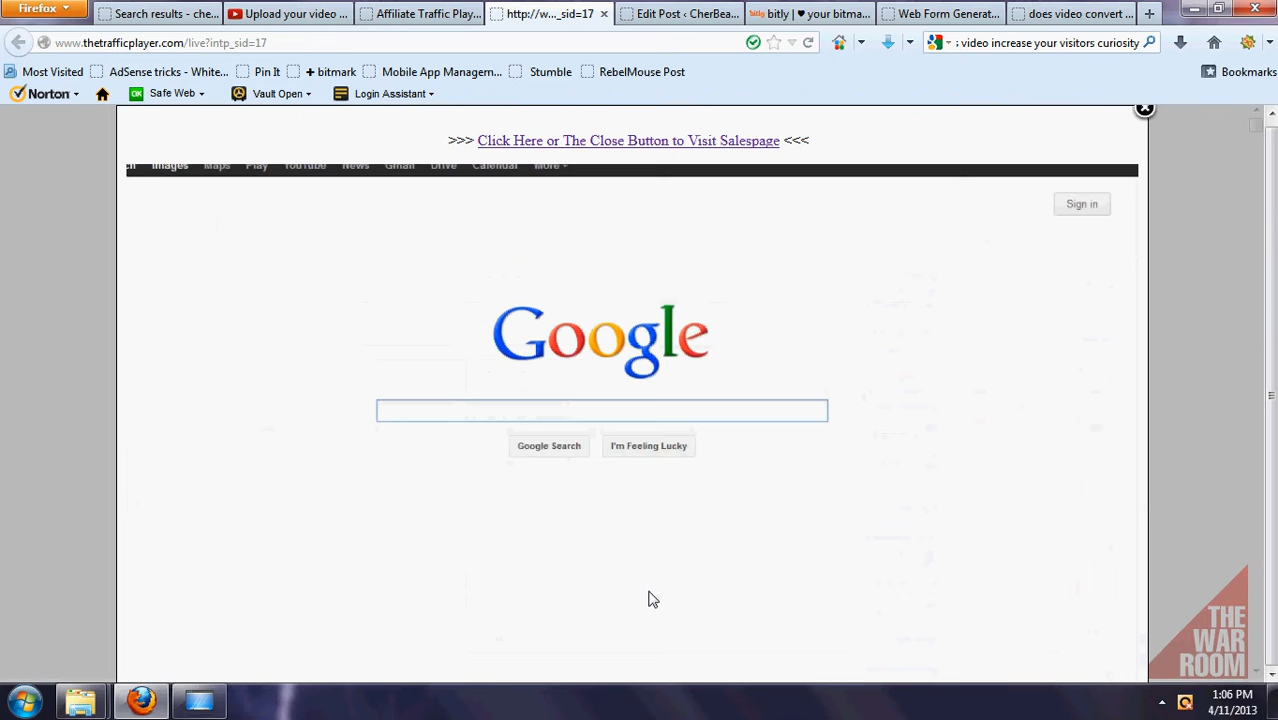 Firefox
Search results - che...
Upload your video ...
Affiliate Traffic Play...
http://w..._sid=17
Edit Post ‹ CherBea...
bitly | ♥ your bitma...
Web Form Generat...
does video convert ...
www.thetrafficplayer.com/live?intp_sid=17
; video increase your visitors curiosity
Most Visited
AdSense tricks - White...
Pin It
+ bitmark
Mobile App Managem...
Stumble
RebelMouse Post
Bookmarks
Norton
OK
Safe Web
Vault Open
Login Assistant
>>> Click Here or The Close Button to Visit Salespage <<<
Images Maps Play YouTube News Gmail Drive Calendar More
Sign in
Google
Google Search
I'm Feeling Lucky
THE
WAR
ROOM
1:06 PM
4/11/2013